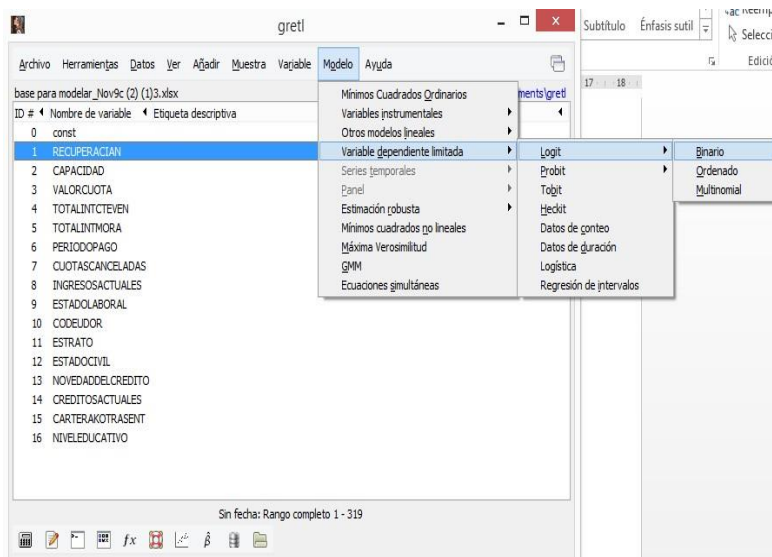 gretl
Archivo Herramientas Datos Ver Añadir Muestra Variable Modelo Ayuda
base para modelar_Nov9c (2) (1)3.xlsx
ments\gretl
ID # Nombre de variable Etiqueta descriptiva
0 const
1 RECUPERACIAN
2 CAPACIDAD
3 VALORCUOTA
4 TOTALINTCTEVEN
5 TOTALINTMORA
6 PERIODOPAGO
7 CUOTASCANCELADAS
8 INGRESOSACTUALES
9 ESTADOLABORAL
10 CODEUDOR
11 ESTRATO
12 ESTADOCIVIL
13 NOVEDADDELCREDITO
14 CREDITOSACTUALES
15 CARTERAKOTRASENT
16 NIVELEDUCATIVO
Sin fecha: Rango completo 1 - 319
fx
β̂
Mínimos Cuadrados Ordinarios
Variables instrumentales
Otros modelos lineales
Variable dependiente limitada
Series temporales
Panel
Estimación robusta
Mínimos cuadrados no lineales
Máxima Verosimilitud
GMM
Ecuaciones simultáneas
Logit
Probit
Tobit
Heckit
Datos de conteo
Datos de duración
Logística
Regresión de intervalos
Binario
Ordenado
Multinomial
Subtítulo Énfasis sutil
Selecci
Edició
17 18